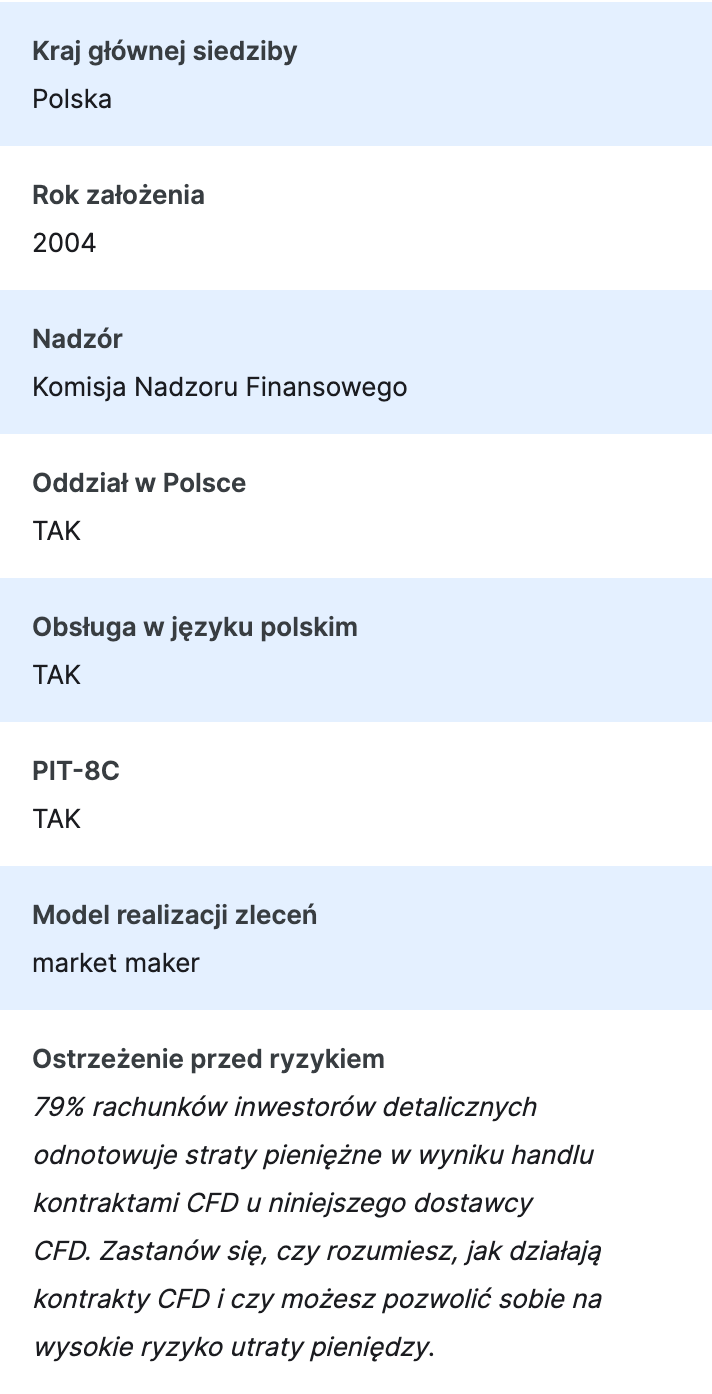 Kraj głównej siedziby
Polska
Rok założenia
2004
Nadzór
Komisja Nadzoru Finansowego
Oddział w Polsce
TAK
Obsługa w języku polskim
TAK
PIT-8C
TAK
Model realizacji zleceń
market maker
Ostrzeżenie przed ryzykiem
79% rachunków inwestorów detalicznych
odnotowuje straty pieniężne w wyniku handlu
kontraktami CFD u niniejszego dostawcy
CFD. Zastanów się, czy rozumiesz, jak działają
kontrakty CFD i czy możesz pozwolić sobie na
wysokie ryzyko utraty pieniędzy.